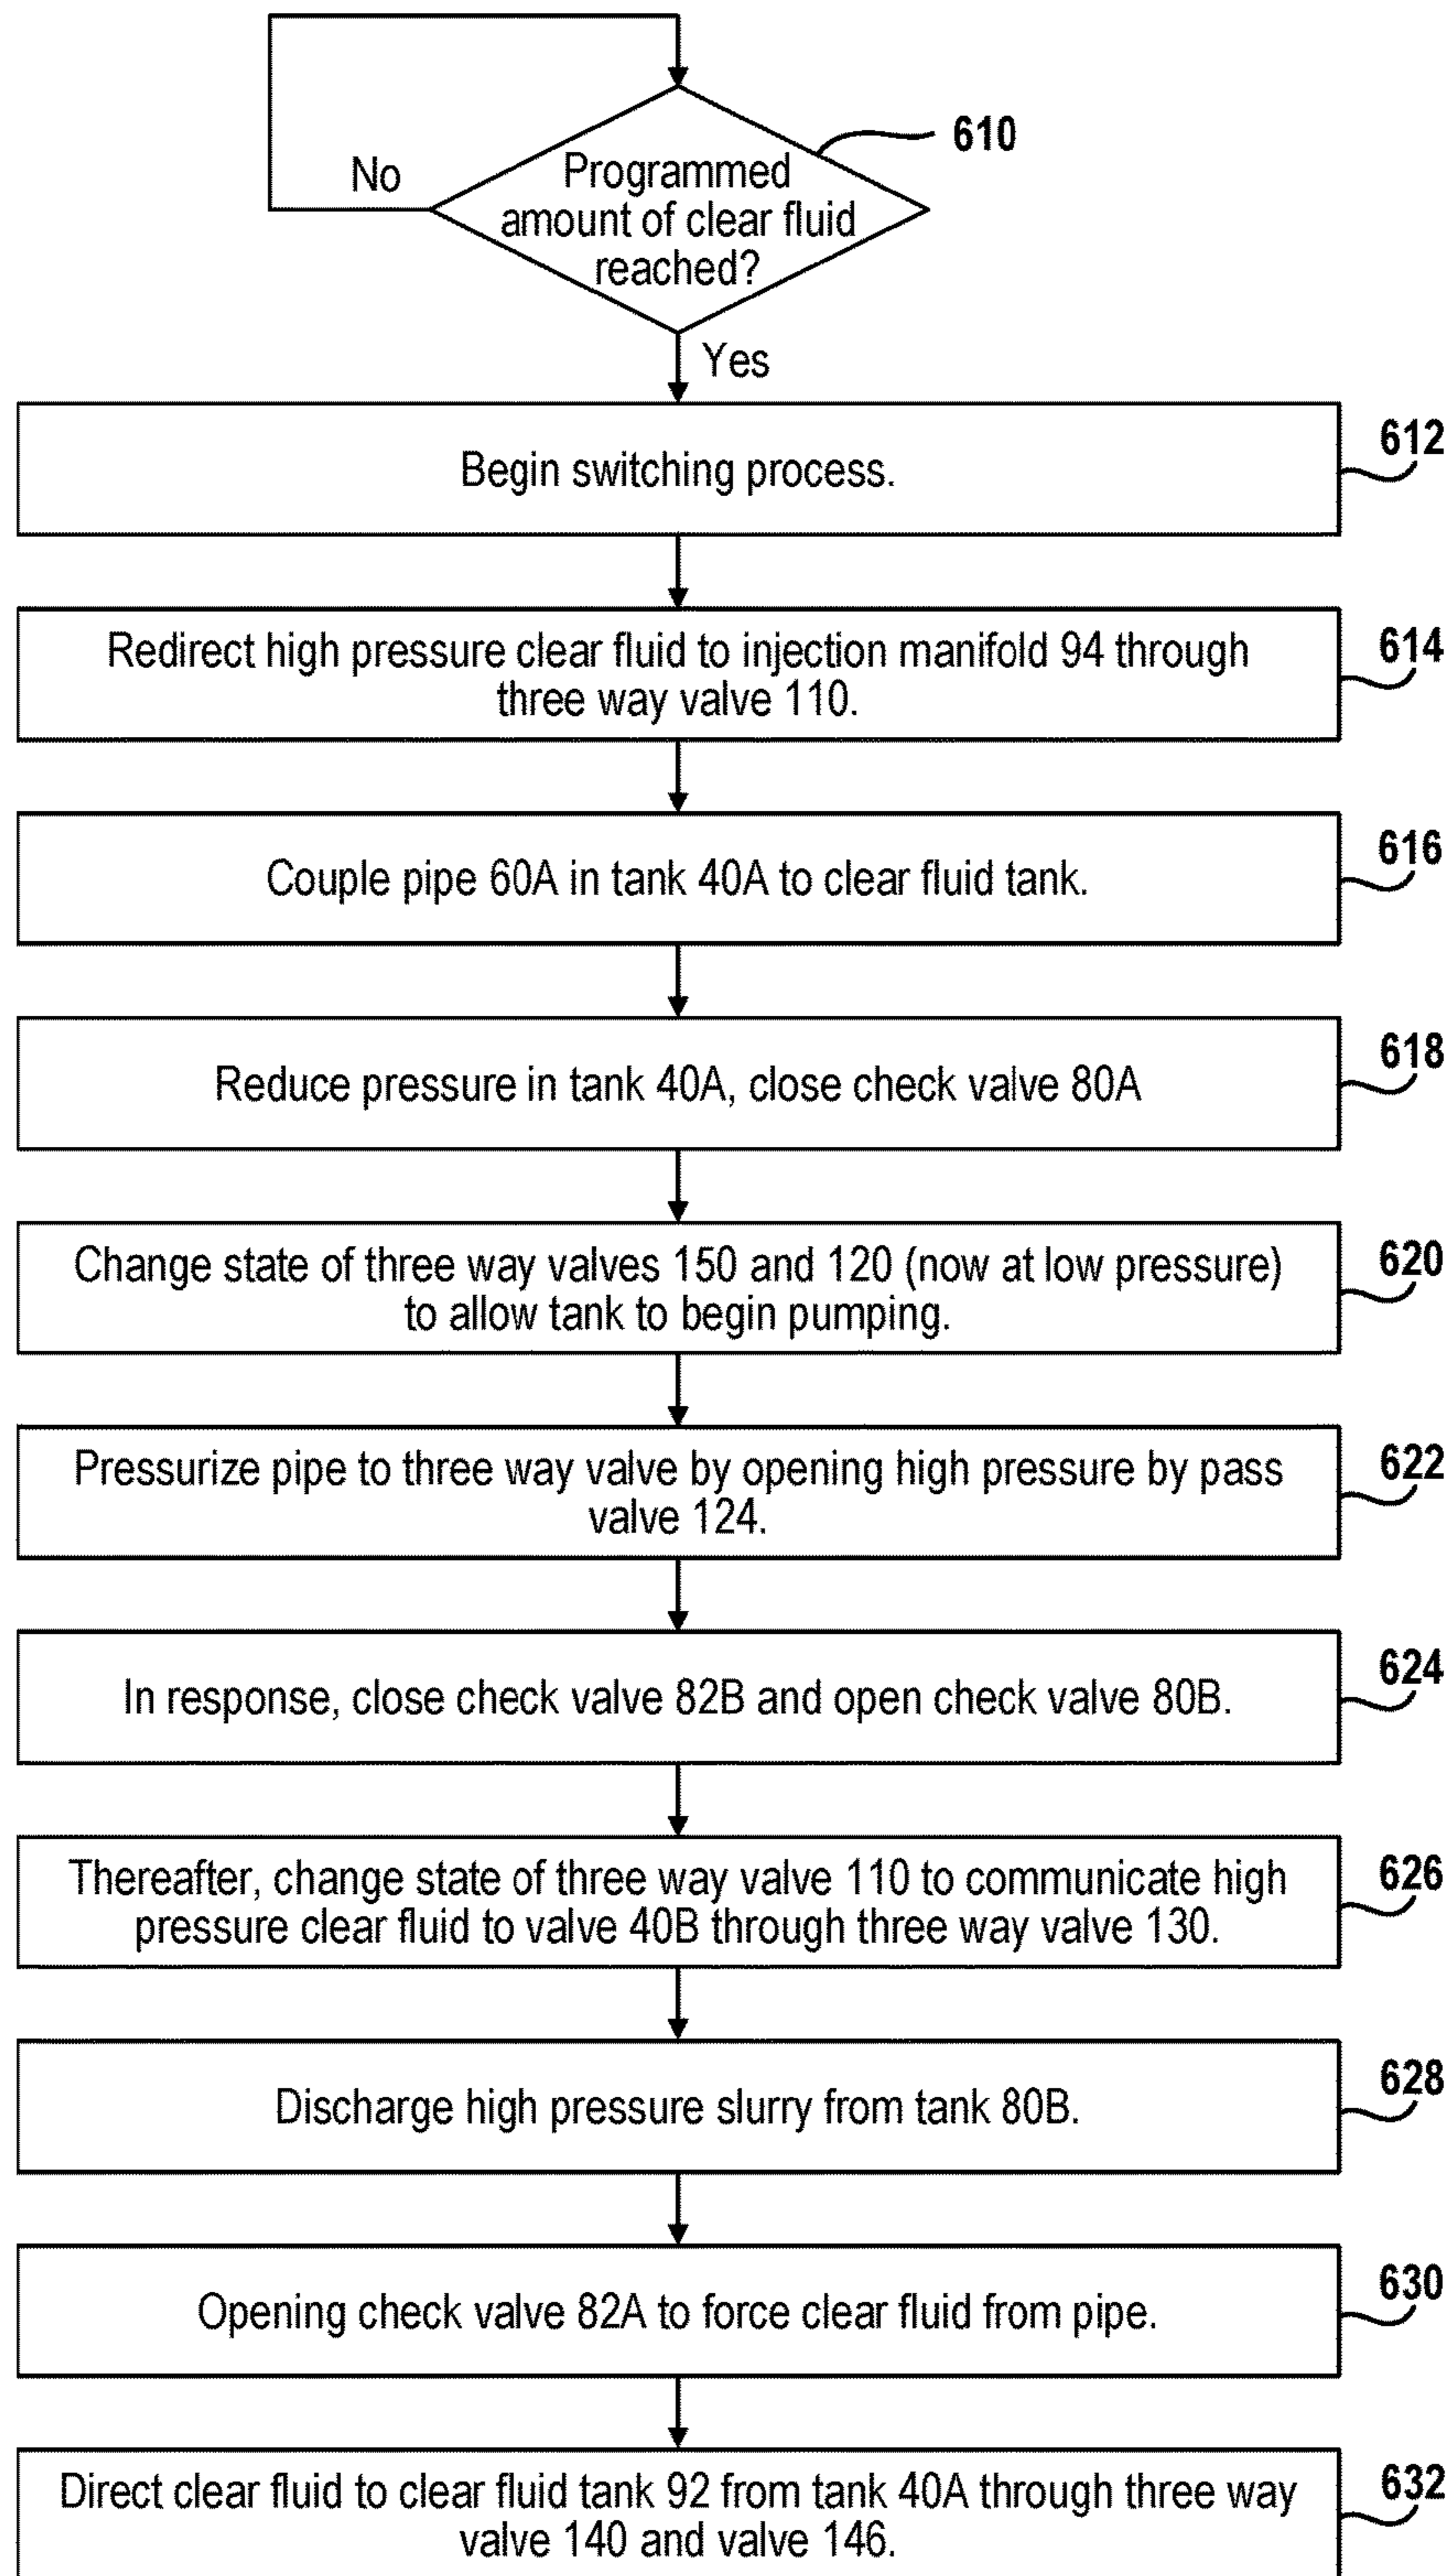 610
Programmed
No
amount of clear fluid
reached?
Yes
612
Begin switching process.
614
Redirect high pressure clear fluid to injection manifold 94 through
three way valve 110.
616
Couple pipe 60A in tank 40A to clear fluid tank.
618
Reduce pressure in tank 40A, close check valve 80A
620
Change state of three way valves 150 and 120 (now at low pressure)
to allow tank to begin pumping.
622
Pressurize pipe to three way valve by opening high pressure by pass
valve 124.
624
In response, close check valve 82B and open check valve 80B.
626
Thereafter, change state of three way valve 110 to communicate high
pressure clear fluid to valve 40B through three way valve 130.
628
Discharge high pressure slurry from tank 80B.
630
Opening check valve 82A to force clear fluid from pipe.
632
Direct clear fluid to clear fluid tank 92 from tank 40A through three way
valve 140 and valve 146.